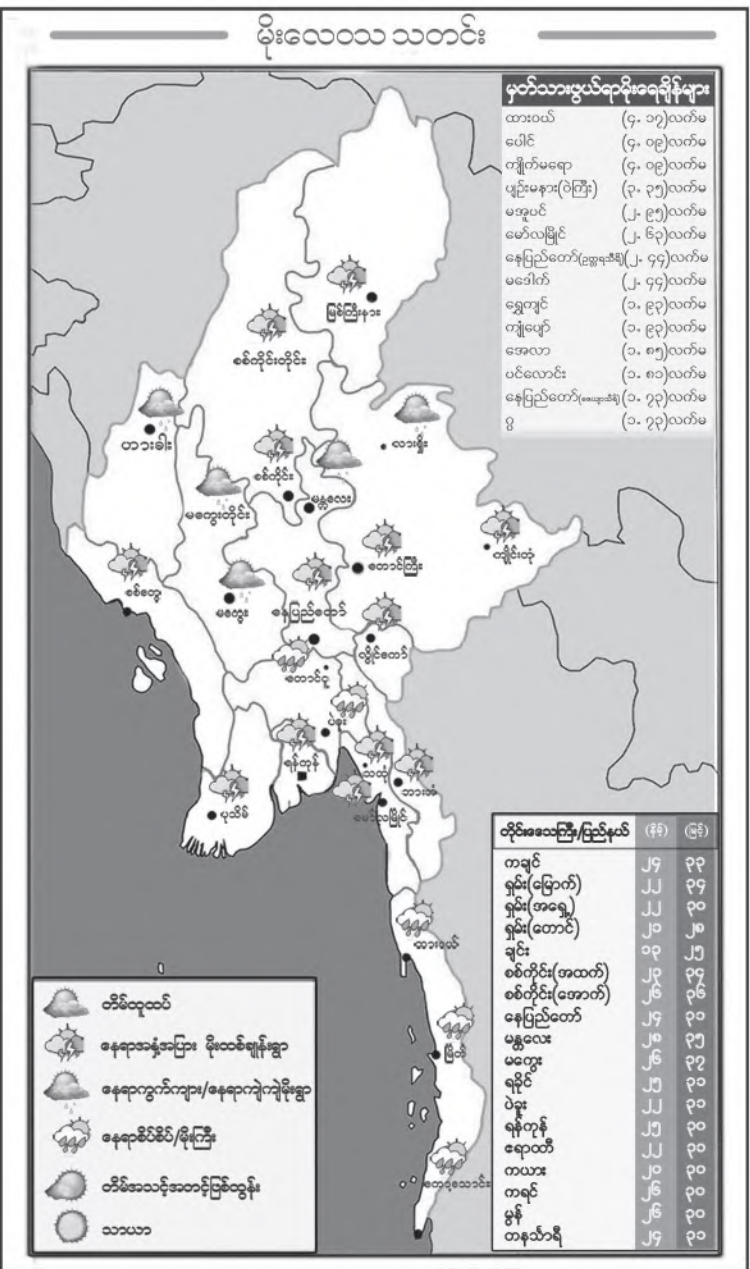 မိုးလေဝသ သတင်း
မှတ်သားဖွယ်ရာမိုးရေချိန်များ
ထားဝယ် (၄. ၁၇)လက်မ
ပေါင် (၄. ၀၉)လက်မ
ကျိုက်မရော (၄. ၀၉)လက်မ
ပျဉ်းမနား(ဝဲကြီး) (၃. ၃၅)လက်မ
မအူပင် (၂. ၉၅)လက်မ
မော်လမြိုင် (၂. ၆၃)လက်မ
နေပြည်တော်(ဥတ္တရသီရိ) (၂. ၄၄)လက်မ
မဒေါက် (၂. ၄၄)လက်မ
ရွှေကျင် (၁. ၉၃)လက်မ
ကျုံပျော် (၁. ၉၃)လက်မ
အေလာ (၁. ၈၅)လက်မ
ပင်လောင်း (၁. ၈၁)လက်မ
နေပြည်တော်(ဇေယျာသီရိ) (၁. ၇၃)လက်မ
ဂွ (၁. ၇၃)လက်မ
မြစ်ကြီးနား
စစ်ကိုင်းတိုင်း
ဟားခါး
လားရှိုး
စစ်ကိုင်း
မန္တလေး
မကွေးတိုင်း
ကျိုင်းတုံ
တောင်ကြီး
စစ်တွေ
မကွေး
နေပြည်တော်
လွိုင်ကော်
တောင်ငူ
ပဲခူး
ရန်ကုန်
သထုံ
ဘားအံ
ပုသိမ်
မော်လမြိုင်
ထားဝယ်
မြိတ်
ကော့သောင်း
တိမ်ထူထပ်
နေရာအနှံ့အပြား မိုးထစ်ချုန်းရွာ
နေရာကွက်ကျား/နေရာကျဲကျဲမိုးရွာ
နေရာစိပ်စိပ်/မိုးကြီး
တိမ်အသင့်အတင့်ဖြစ်ထွန်း
သာယာ
တိုင်းဒေသကြီး/ပြည်နယ် (နိမ့်) (မြင့်)
ကချင် ၂၄ ၃၃
ရှမ်း(မြောက်) ၂၂ ၃၄
ရှမ်း(အရှေ့) ၂၂ ၃၀
ရှမ်း(တောင်) ၂၁ ၂၈
ချင်း ၁၃ ၂၅
စစ်ကိုင်း(အထက်) ၂၃ ၃၄
စစ်ကိုင်း(အောက်) ၂၆ ၃၆
နေပြည်တော် ၂၄ ၃၁
မန္တလေး ၂၈ ၃၅
မကွေး ၂၆ ၃၇
ရခိုင် ၂၅ ၃၁
ပဲခူး ၂၂ ၃၁
ရန်ကုန် ၂၅ ၃၀
ဧရာဝတီ ၂၂ ၃၀
ကယား ၂၀ ၃၀
ကရင် ၂၆ ၃၀
မွန် ၂၆ ၃၀
တနင်္သာရီ ၂၄ ၃၁